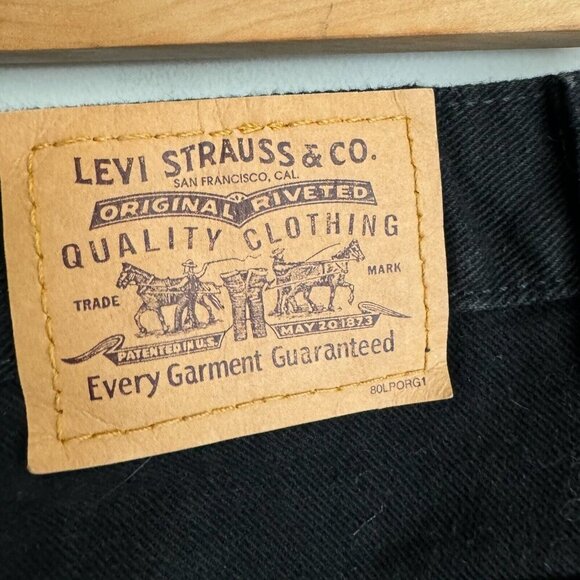 LEVI STRAUSS & CO.
SAN FRANCISCO, CAL.
ORIGINAL RIVETED
QUALITY CLOTHING
TRADE MARK
PATENTED IN U.S. MAY 20 1873
Every Garment Guaranteed
80LPORG1